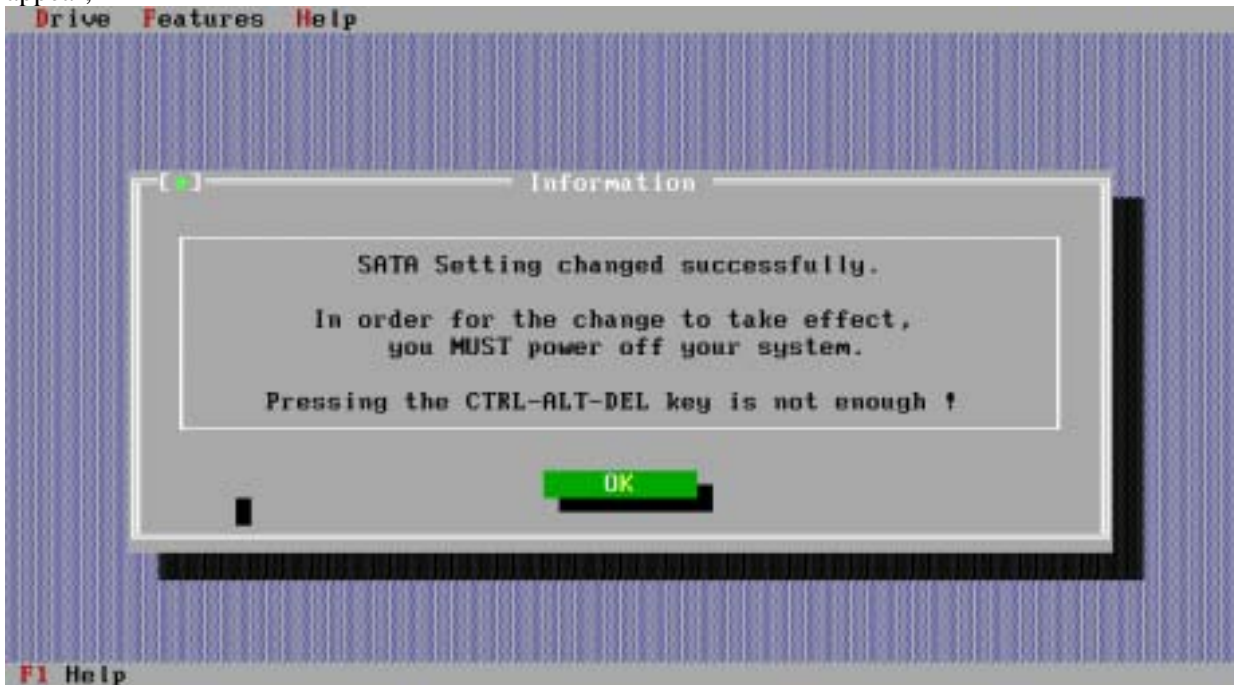 appear,
Drive Features Help
Information
SATA Setting changed successfully.
In order for the change to take effect,
you MUST power off your system.
Pressing the CTRL-ALT-DEL key is not enough !
OK
F1 Help